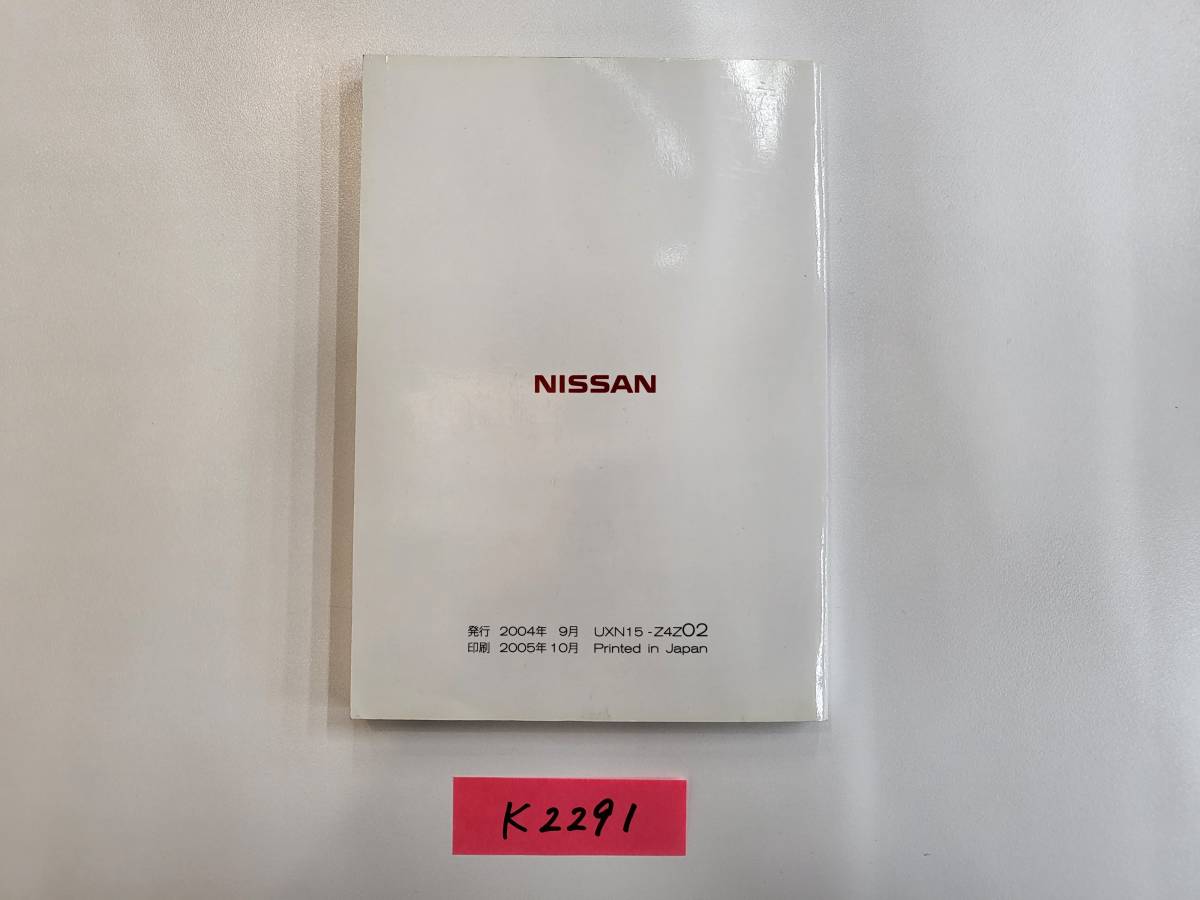 NISSAN
発行 2004年 9月 UXN15-Z4Z02
印刷 2005年10月 Printed in Japan
K2291